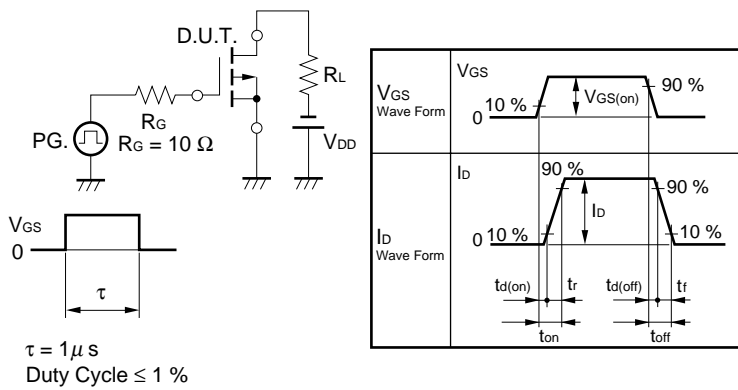 D.U.T.
RL
RG
RG = 10 Ω
PG.
VDD
VGS
0
τ
τ = 1μ s
Duty Cycle ≤ 1 %
VGS
Wave Form
VGS
10 %
0
VGS(on)
90 %
ID
Wave Form
ID
90 %
90 %
ID
0 10 %
10 %
td(on)
tr
td(off)
tf
ton
toff